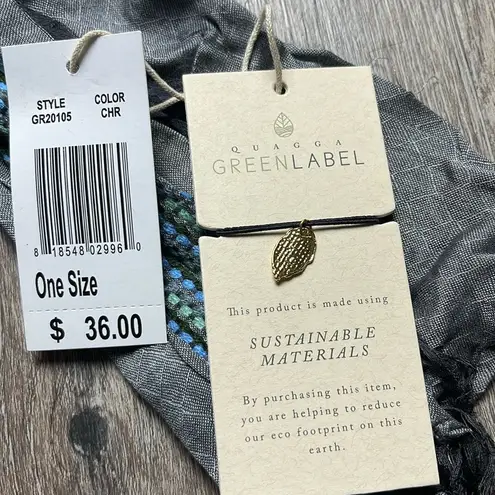 STYLE COLOR
GR20105 CHR
8 18548 02996 0
One Size
$ 36.00
QUAGGA
GREENLABEL
This product is made using
SUSTAINABLE
MATERIALS
By purchasing this item,
you are helping to reduce
our eco footprint on this
earth.